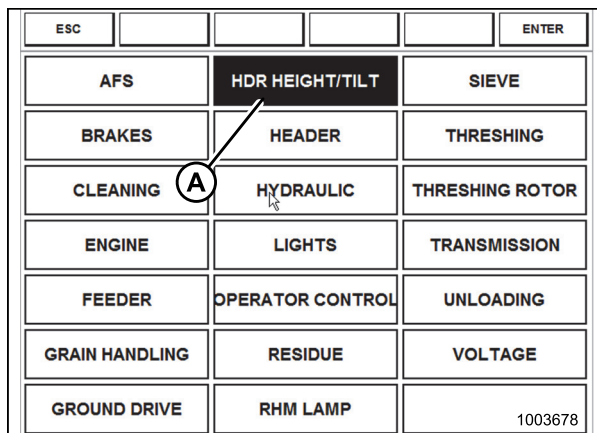 ESC ENTER
AFS HDR HEIGHT/TILT SIEVE
BRAKES HEADER THRESHING
A
CLEANING HYDRAULIC THRESHING ROTOR
ENGINE LIGHTS TRANSMISSION
FEEDER OPERATOR CONTROL UNLOADING
GRAIN HANDLING RESIDUE VOLTAGE
GROUND DRIVE RHM LAMP
1003678